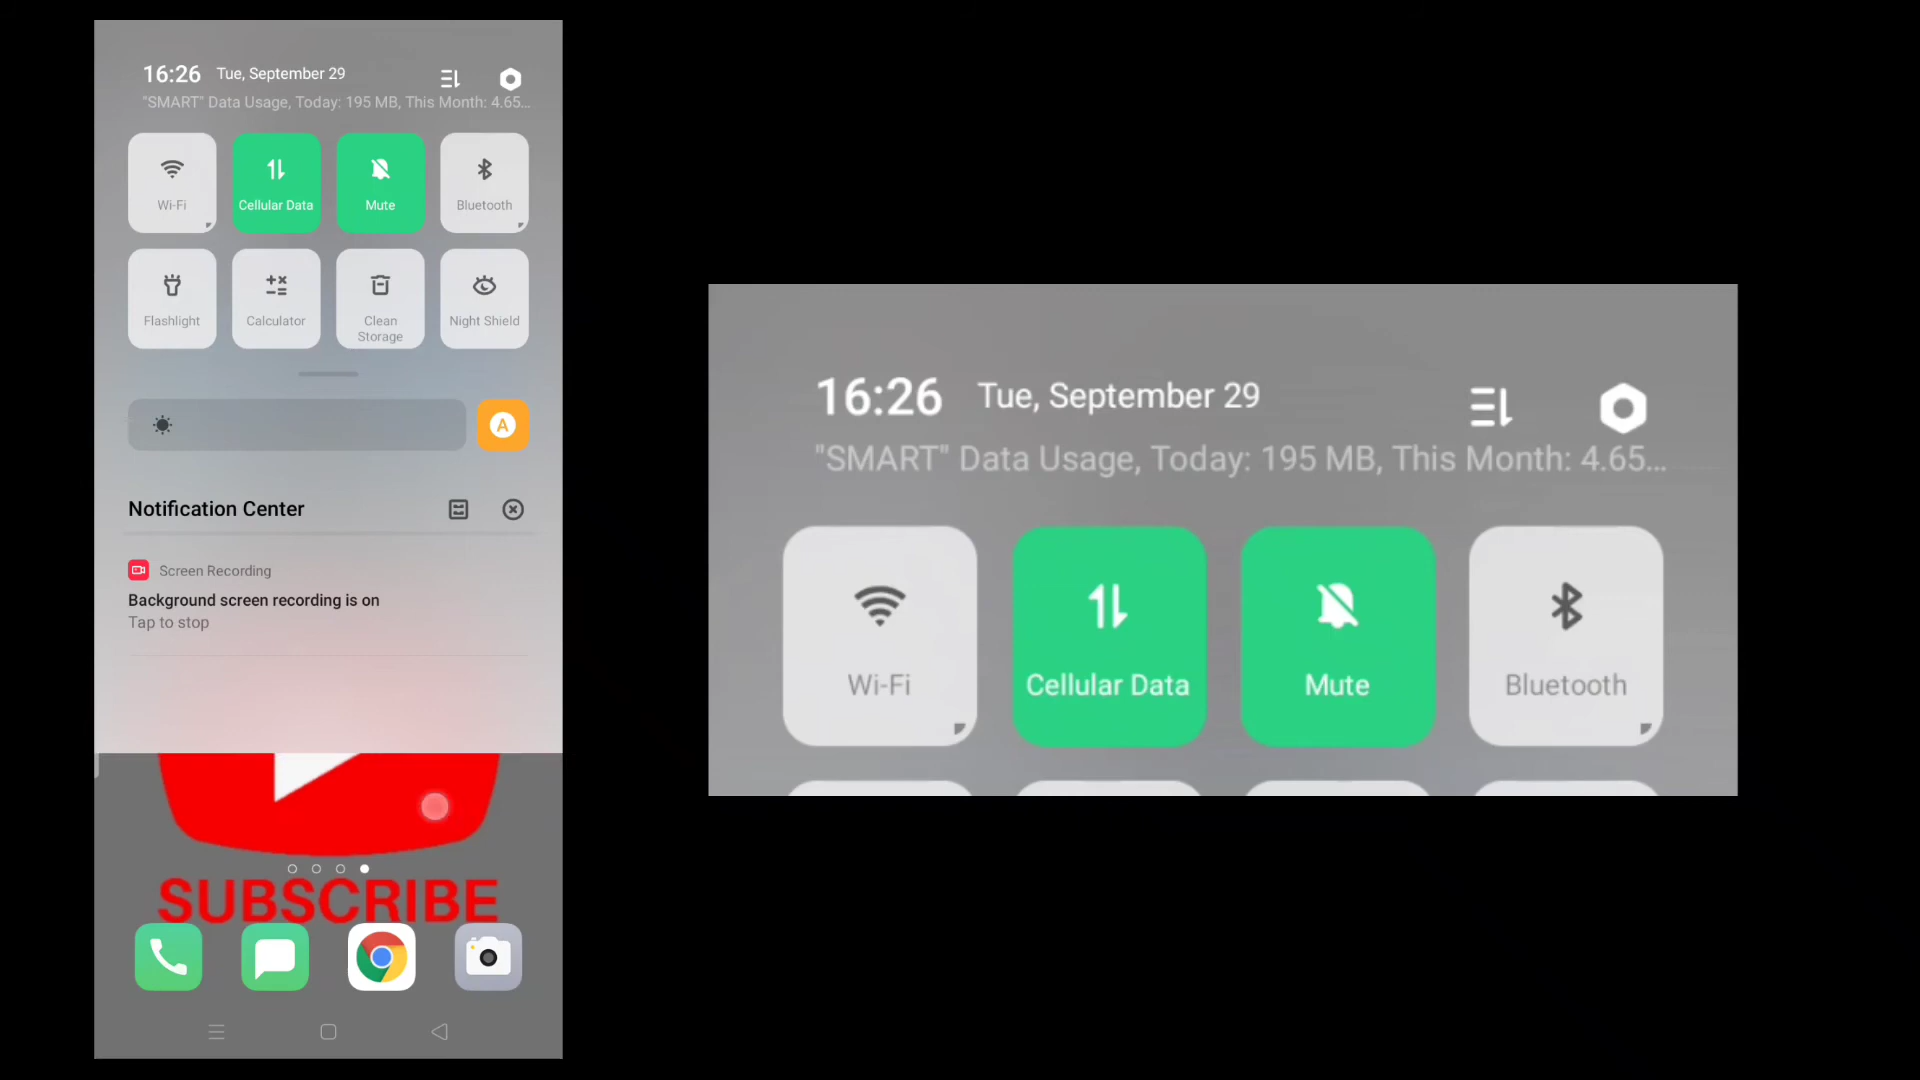 16:26 Tue, September 29
"SMART" Data Usage, Today: 195 MB, This Month: 4.65...
Wi-Fi Cellular Data Mute Bluetooth
Flashlight Calculator Clean Storage Night Shield
A
Notification Center
Screen Recording
Background screen recording is on
Tap to stop
SUBSCRIBE
16:26 Tue, September 29
"SMART" Data Usage, Today: 195 MB, This Month: 4.65...
Wi-Fi Cellular Data Mute Bluetooth